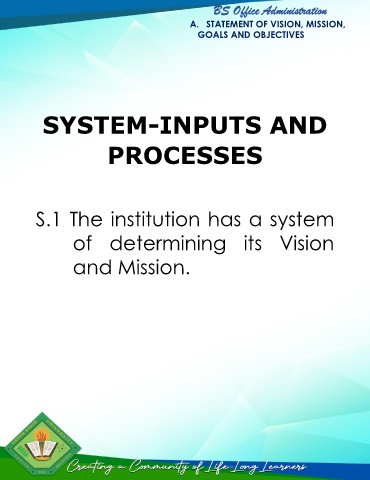 BS Office Administration
A. STATEMENT OF VISION, MISSION,
GOALS AND OBJECTIVES
SYSTEM-INPUTS AND
PROCESSES
S.1 The institution has a system
of determining its Vision
and Mission.
Creating a Community of Life Long Learners